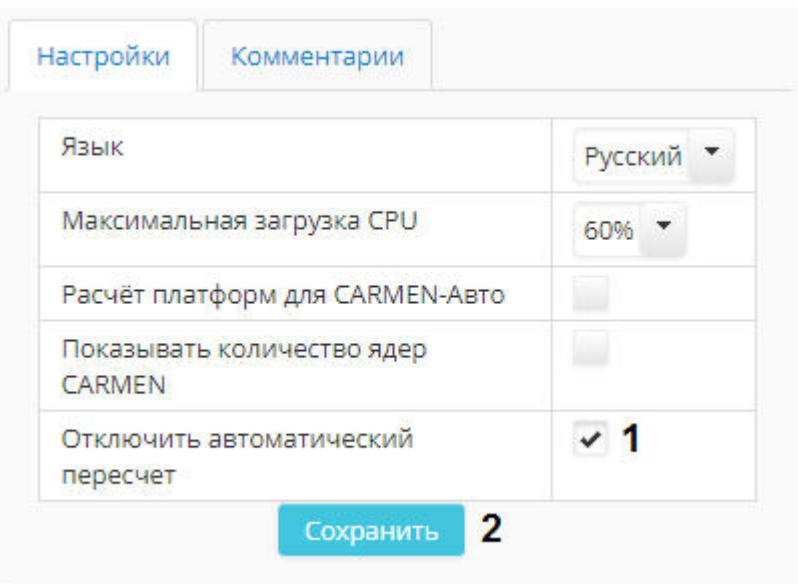 Настройки Комментарии
Язык Русский
Максимальная загрузка CPU 60%
Расчёт платформ для CARMEN-Авто
Показывать количество ядер
CARMEN
Отключить автоматический 1
пересчет
Сохранить 2